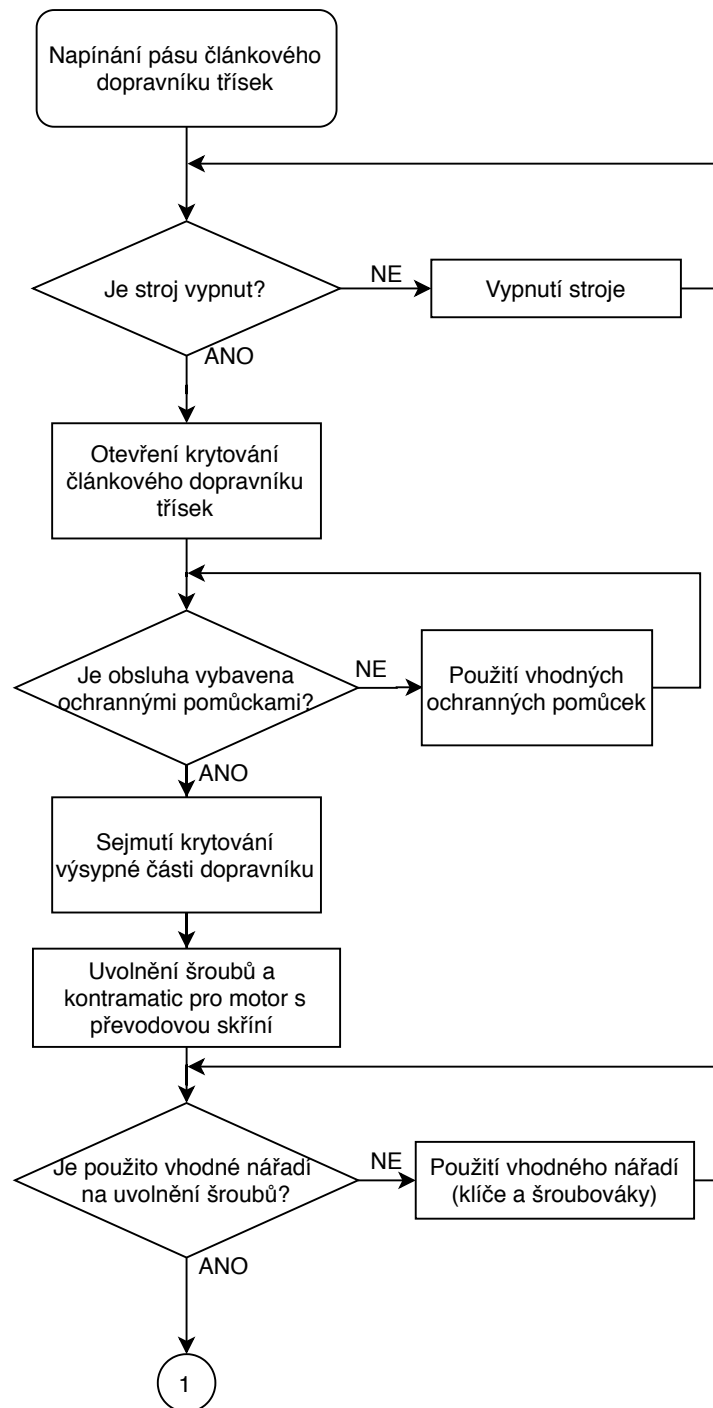 Napínání pásu článkového
dopravníku třísek
Je stroj vypnut?
NE
Vypnutí stroje
ANO
Otevření krytování
článkového dopravníku
třísek
Je obsluha vybavena
ochrannými pomůckami?
NE
Použití vhodných
ochranných pomůcek
ANO
Sejmutí krytování
výsypné části dopravníku
Uvolnění šroubů a
kontramatic pro motor s
převodovou skříní
Je použito vhodné nářadí
na uvolnění šroubů?
NE
Použití vhodného nářadí
(klíče a šroubováky)
ANO
1